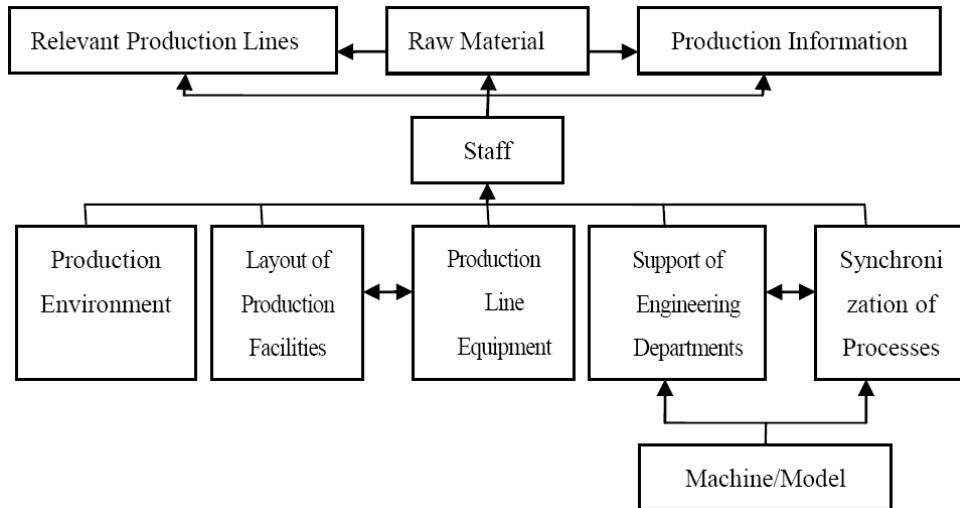 Relevant Production Lines
Raw Material
Production Information
Staff
Production
Environment
Layout of
Production
Facilities
Production
Line
Equipment
Support of
Engineering
Departments
Synchroni
zation of
Processes
Machine/Model